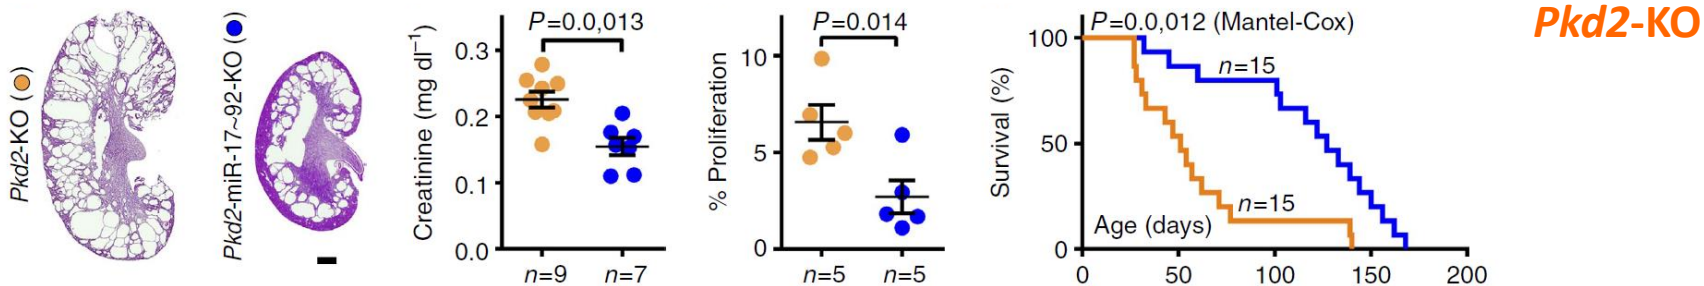 Pkd2-KO (●)
Pkd2-miR-17~92-KO (●)
Creatinine (mg dl⁻¹)
P=0.0,013
0.3
0.2
0.1
0.0
n=9
n=7
% Proliferation
P=0.014
10
5
0
n=5
n=5
Survival (%)
P=0.0,012 (Mantel-Cox)
100
50
0
n=15
n=15
Age (days)
0
50
100
150
200
Pkd2-KO